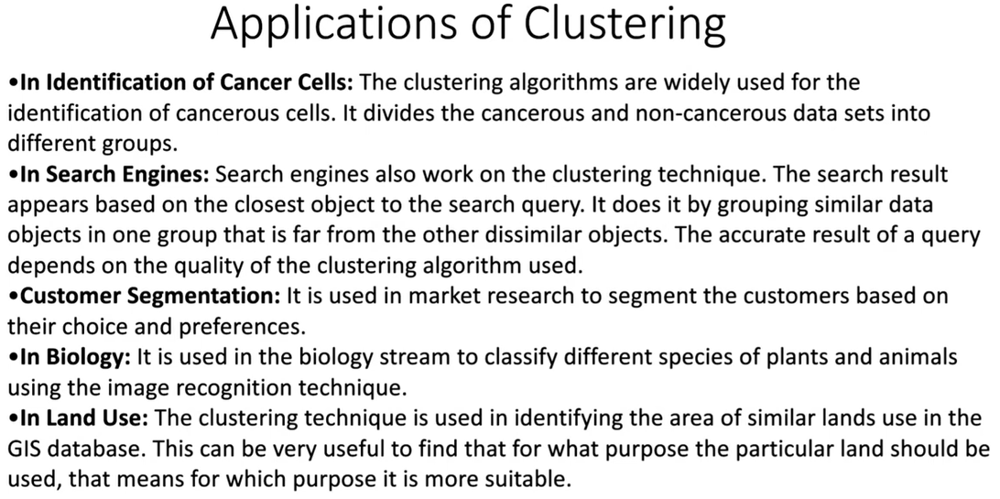 Applications of Clustering
•In Identification of Cancer Cells: The clustering algorithms are widely used for the
identification of cancerous cells. It divides the cancerous and non-cancerous data sets into
different groups.
•In Search Engines: Search engines also work on the clustering technique. The search result
appears based on the closest object to the search query. It does it by grouping similar data
objects in one group that is far from the other dissimilar objects. The accurate result of a query
depends on the quality of the clustering algorithm used.
•Customer Segmentation: It is used in market research to segment the customers based on
their choice and preferences.
•In Biology: It is used in the biology stream to classify different species of plants and animals
using the image recognition technique.
•In Land Use: The clustering technique is used in identifying the area of similar lands use in the
GIS database. This can be very useful to find that for what purpose the particular land should be
used, that means for which purpose it is more suitable.